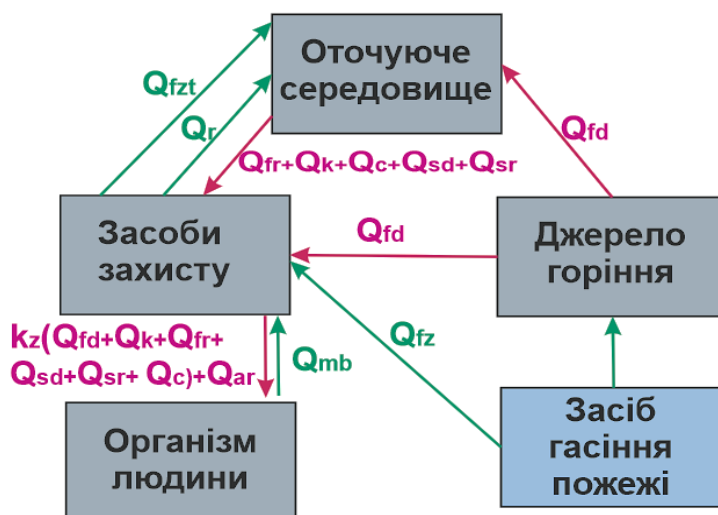 Оточуюче
середовище
Qfzt
Qr
Qfd
Qfr+Qk+Qc+Qsd+Qsr
Засоби
захисту
Qfd
Джерело
горіння
kz(Qfd+Qk+Qfr+
Qsd+Qsr+ Qc)+Qar
Qmb
Qfz
Організм
людини
Засіб
гасіння
пожежі